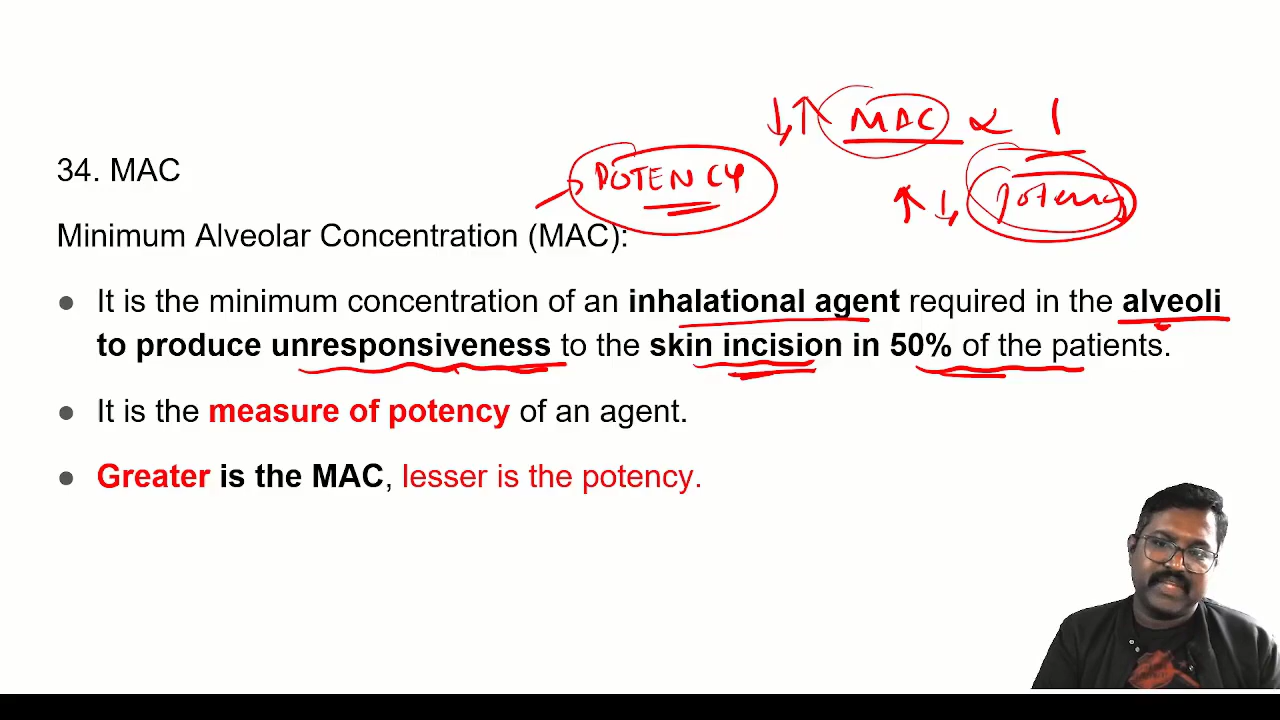 MAC ∝ 1
34. MAC
POTENCY
potency
Minimum Alveolar Concentration (MAC):
● It is the minimum concentration of an inhalational agent required in the alveoli
to produce unresponsiveness to the skin incision in 50% of the patients.
● It is the measure of potency of an agent.
● Greater is the MAC, lesser is the potency.